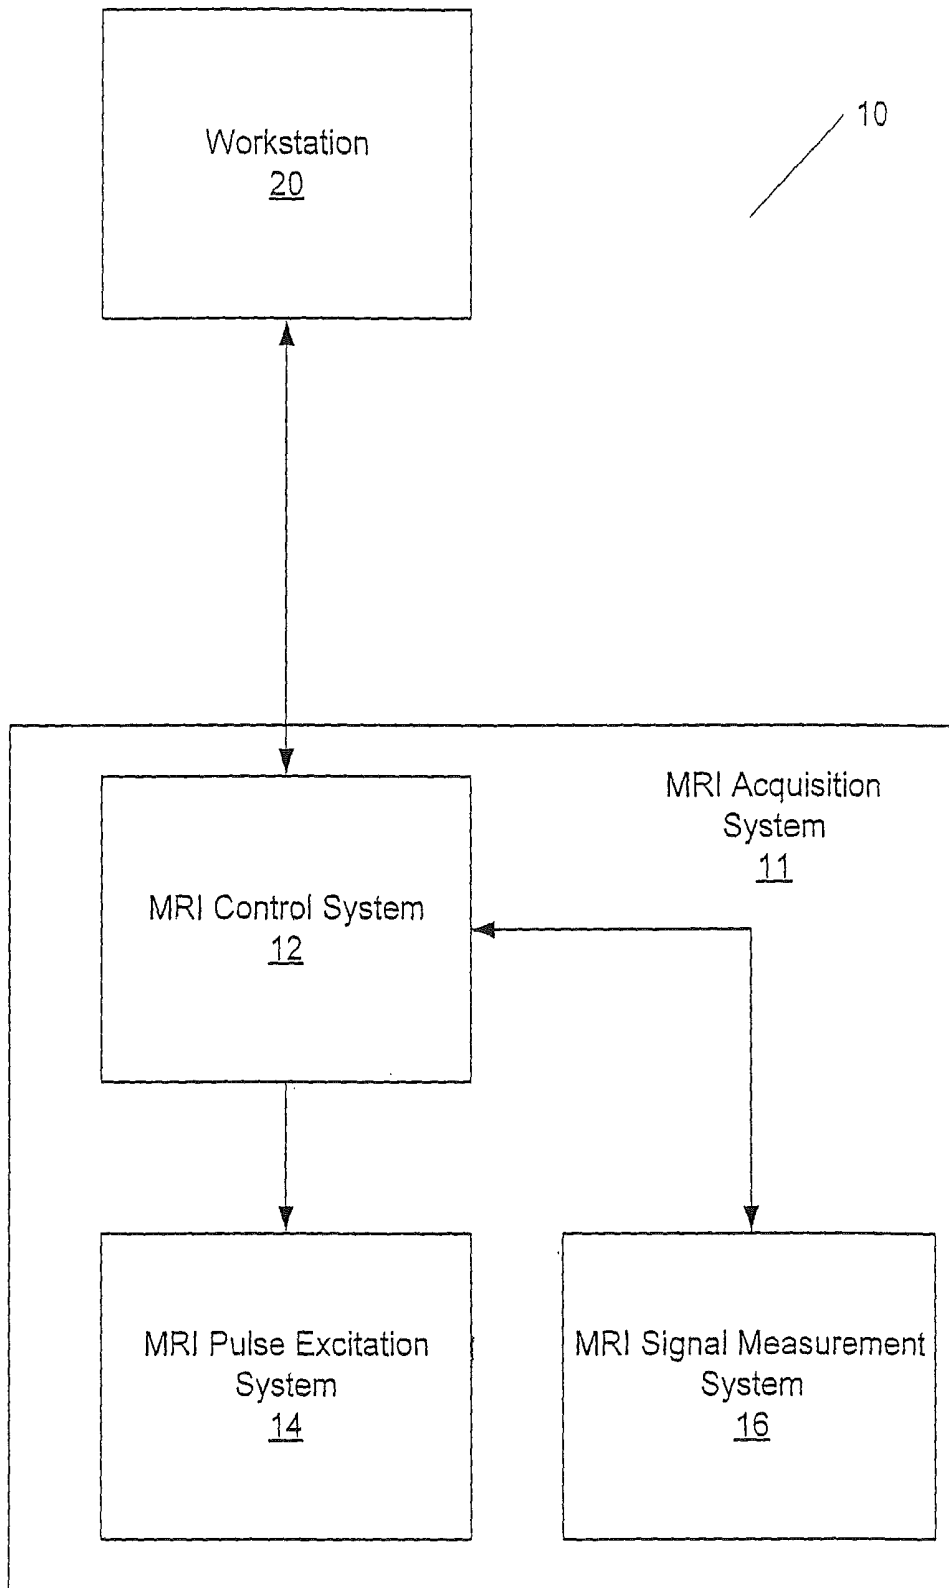 Workstation
20
10
MRI Acquisition
System
11
MRI Control System
12
MRI Pulse Excitation
System
14
MRI Signal Measurement
System
16